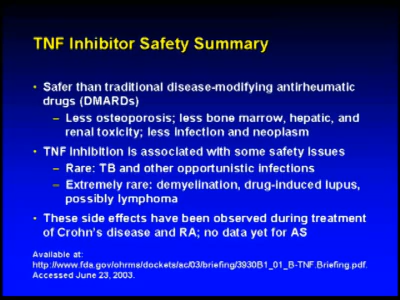 TNF Inhibitor Safety Summary
• Safer than traditional disease-modifying antirheumatic
drugs (DMARDs)
– Less osteoporosis; less bone marrow, hepatic, and
renal toxicity; less infection and neoplasm
• TNF Inhibition is associated with some safety issues
– Rare: TB and other opportunistic infections
– Extremely rare: demyelination, drug-induced lupus,
possibly lymphoma
• These side effects have been observed during treatment
of Crohn's disease and RA; no data yet for AS
Available at:
http://www.fda.gov/ohrms/dockets/ac/03/briefing/3930B1_01_B-TNF.Briefing.pdf.
Accessed June 23, 2003.